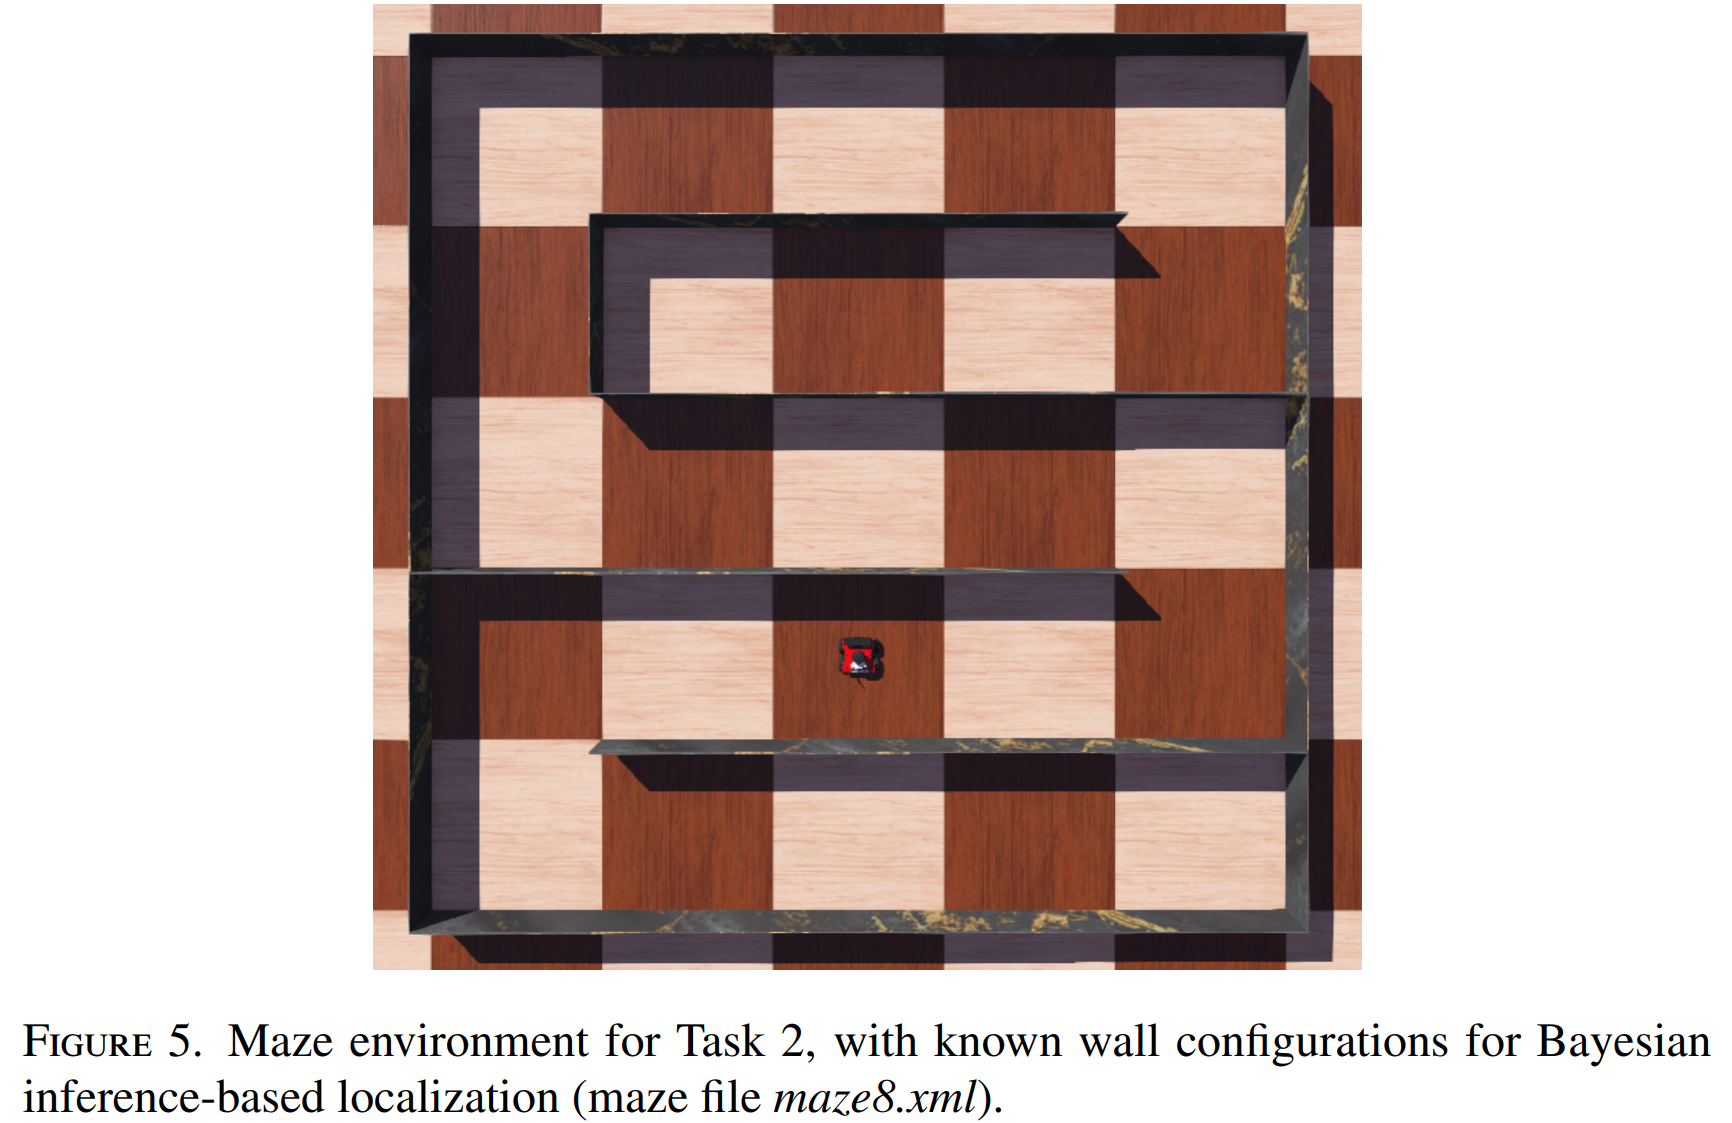 FIGURE 5. Maze environment for Task 2, with known wall configurations for Bayesian
inference-based localization (maze file maze8.xml).